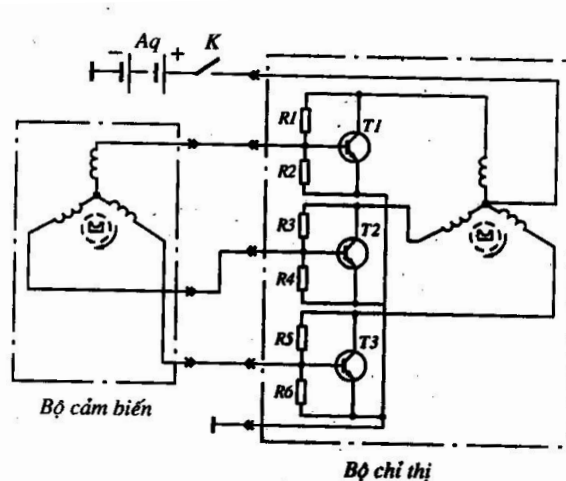 − Aq + K
R1
T1
R2
R3
T2
R4
R5
T3
R6
Bộ cảm biến
Bộ chỉ thị